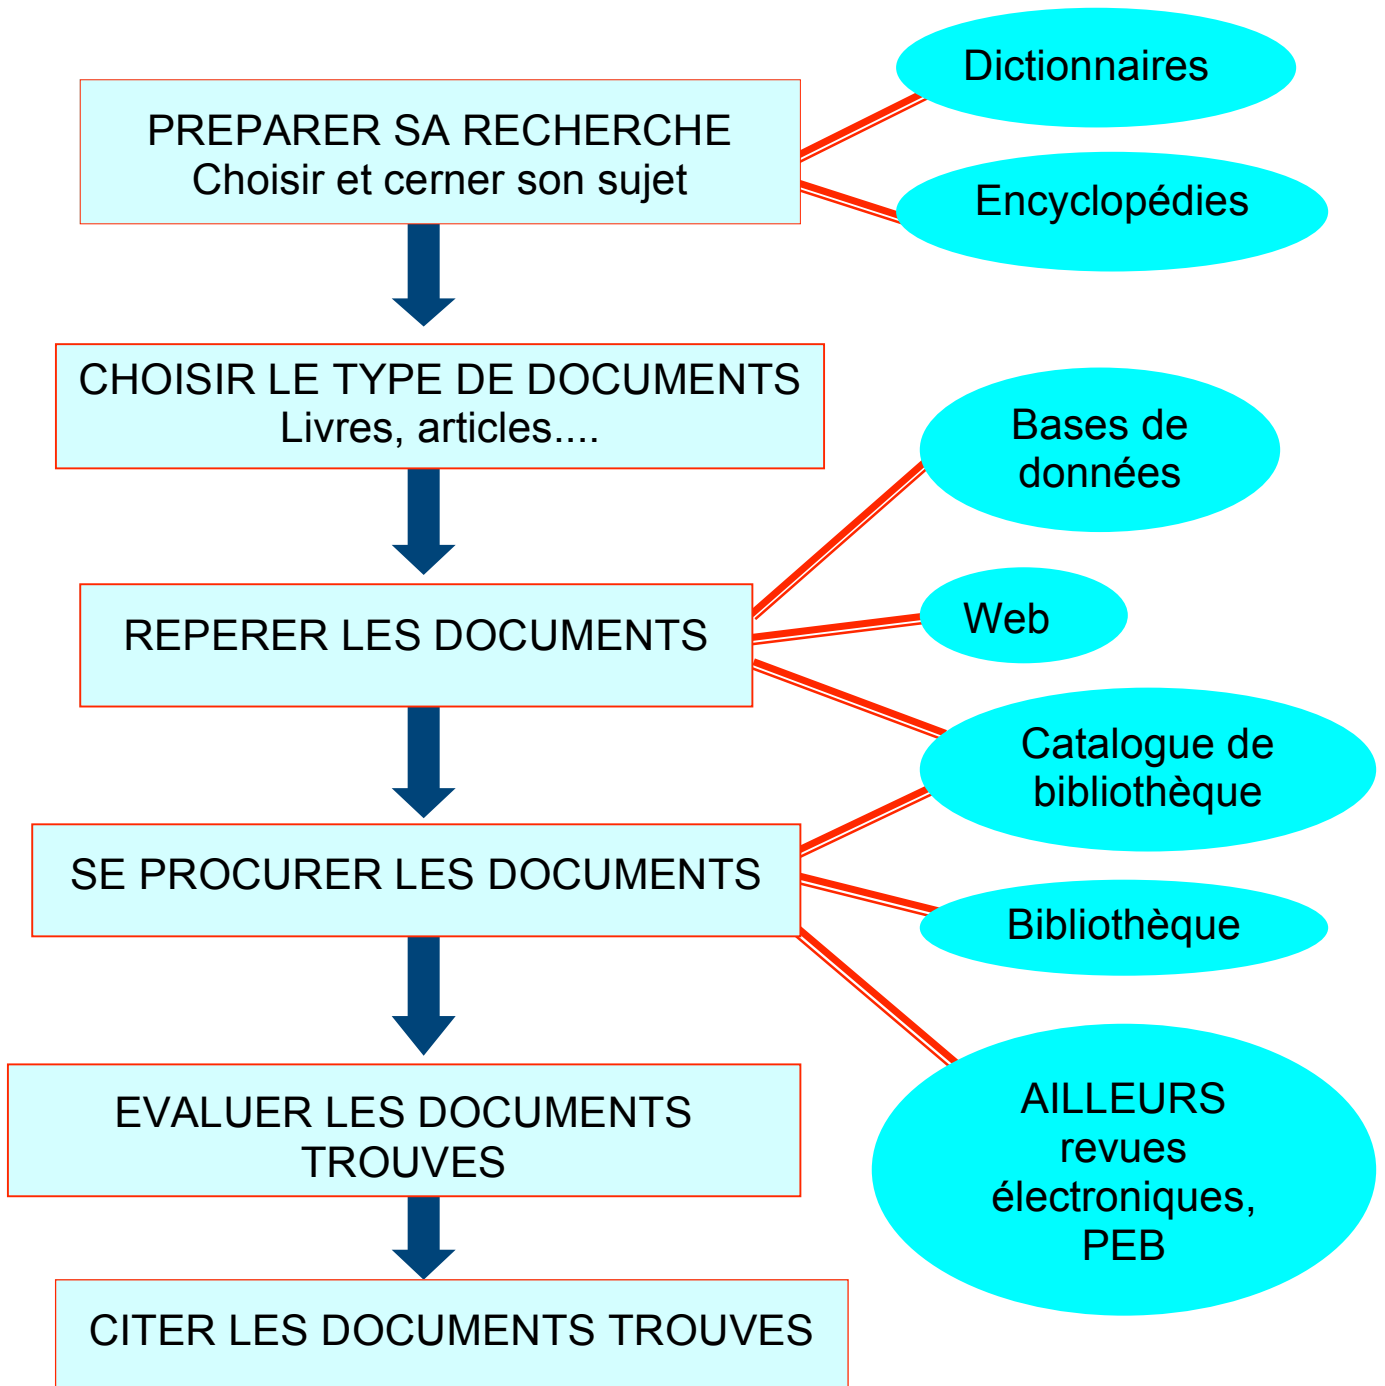 PREPARER SA RECHERCHE
Choisir et cerner son sujet
Dictionnaires
Encyclopédies
CHOISIR LE TYPE DE DOCUMENTS
Livres, articles....
Bases de
données
REPERER LES DOCUMENTS
Web
Catalogue de
bibliothèque
SE PROCURER LES DOCUMENTS
Bibliothèque
AILLEURS
revues
électroniques,
PEB
EVALUER LES DOCUMENTS
TROUVES
CITER LES DOCUMENTS TROUVES